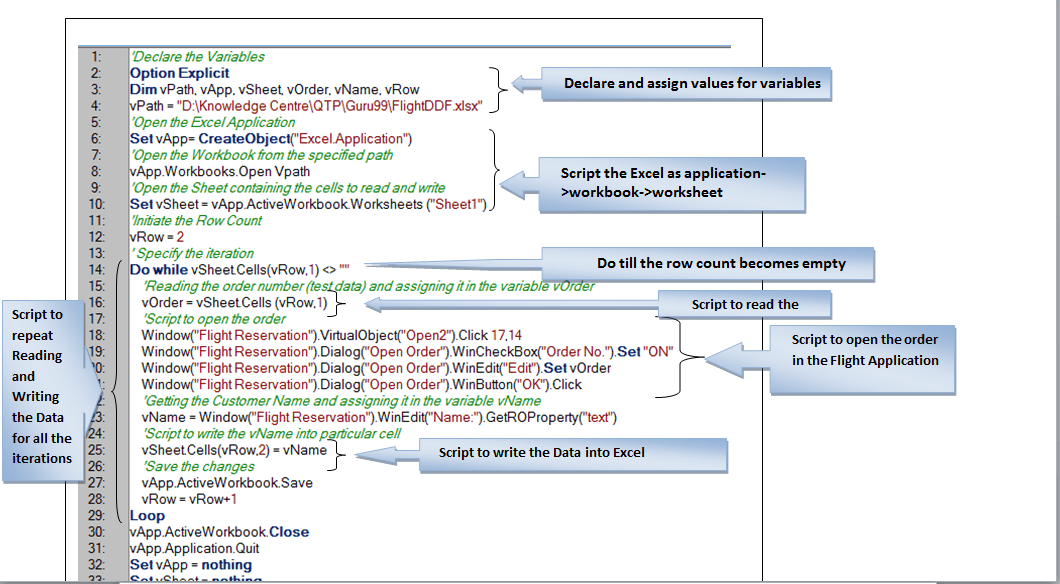 1: 'Declare the Variables
2: Option Explicit
3: Dim vPath, vApp, vSheet, vOrder, vName, vRow
4: vPath = "D:\Knowledge Centre\QTP\Guru99\FlightDDF.xlsx"
Declare and assign values for variables
5: 'Open the Excel Application
6: Set vApp= CreateObject("Excel.Application")
7: 'Open the Workbook from the specified path
8: vApp.Workbooks.Open Vpath
9: 'Open the Sheet containing the cells to read and write
10: Set vSheet = vApp.ActiveWorkbook.Worksheets ("Sheet1")
Script the Excel as application-
>workbook->worksheet
11: 'Initiate the Row Count
12: vRow = 2
13: ' Specify the iteration
14: Do while vSheet.Cells(vRow,1) <> ""
Do till the row count becomes empty
15: 'Reading the order number (test data) and assigning it in the variable vOrder
16: vOrder = vSheet.Cells (vRow,1)
Script to read the
17: 'Script to open the order
18: Window("Flight Reservation").VirtualObject("Open2").Click 17,14
19: Window("Flight Reservation").Dialog("Open Order").WinCheckBox("Order No.").Set "ON"
0: Window("Flight Reservation").Dialog("Open Order").WinEdit("Edit").Set vOrder
1: Window("Flight Reservation").Dialog("Open Order").WinButton("OK").Click
Script to open the order
in the Flight Application
2: 'Getting the Customer Name and assigning it in the variable vName
23: vName = Window("Flight Reservation").WinEdit("Name:").GetROProperty("text")
24: 'Script to write the vName into particular cell
25: vSheet.Cells(vRow,2) = vName
Script to write the Data into Excel
26: 'Save the changes
27: vApp.ActiveWorkbook.Save
28: vRow = vRow+1
29: Loop
30: vApp.ActiveWorkbook.Close
31: vApp.Application.Quit
32: Set vApp = nothing
33: Set vSheet = nothing
Script to
repeat
Reading
and
Writing
the Data
for all the
iterations